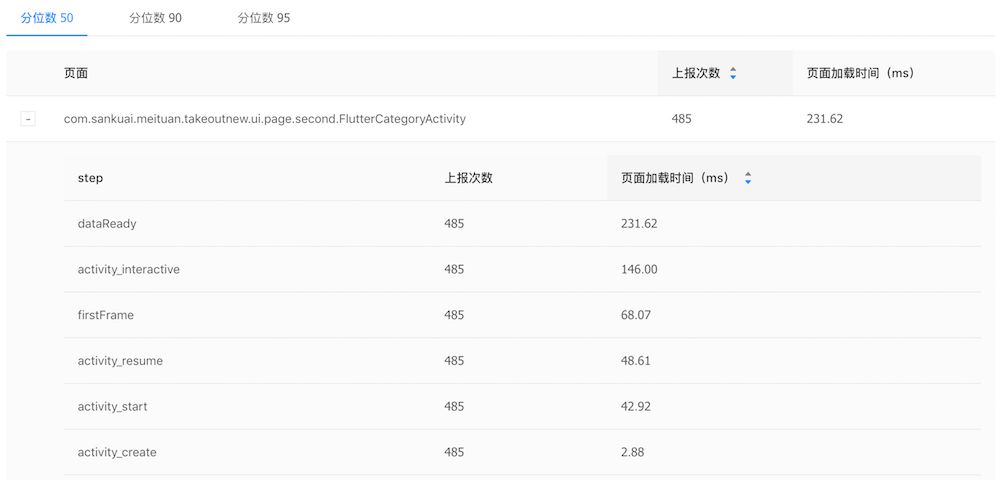 分位数 50 分位数 90 分位数 95
页面 上报次数 页面加载时间（ms）
- com.sankuai.meituan.takeoutnew.ui.page.second.FlutterCategoryActivity 485 231.62
step 上报次数 页面加载时间（ms）
dataReady 485 231.62
activity_interactive 485 146.00
firstFrame 485 68.07
activity_resume 485 48.61
activity_start 485 42.92
activity_create 485 2.88